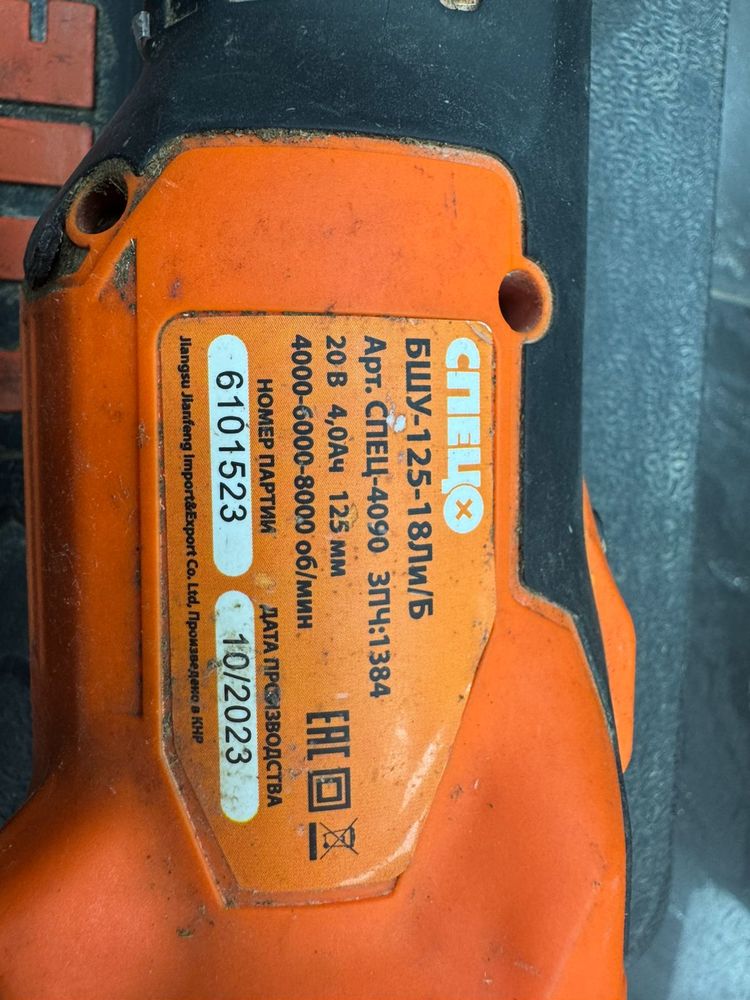 СПЕЦ
БШУ-125-18Ли/Б
Арт. СПЕЦ-4090 ЗПЧ:1384
20 В 4,0Ач 125 мм
4000-6000-8000 об/мин
EAC
НОМЕР ПАРТИИ ДАТА ПРОИЗВОДСТВА
6101523 10/2023
Jiangsu Jianfeng Import&Export Co. Ltd, Произведено в КНР